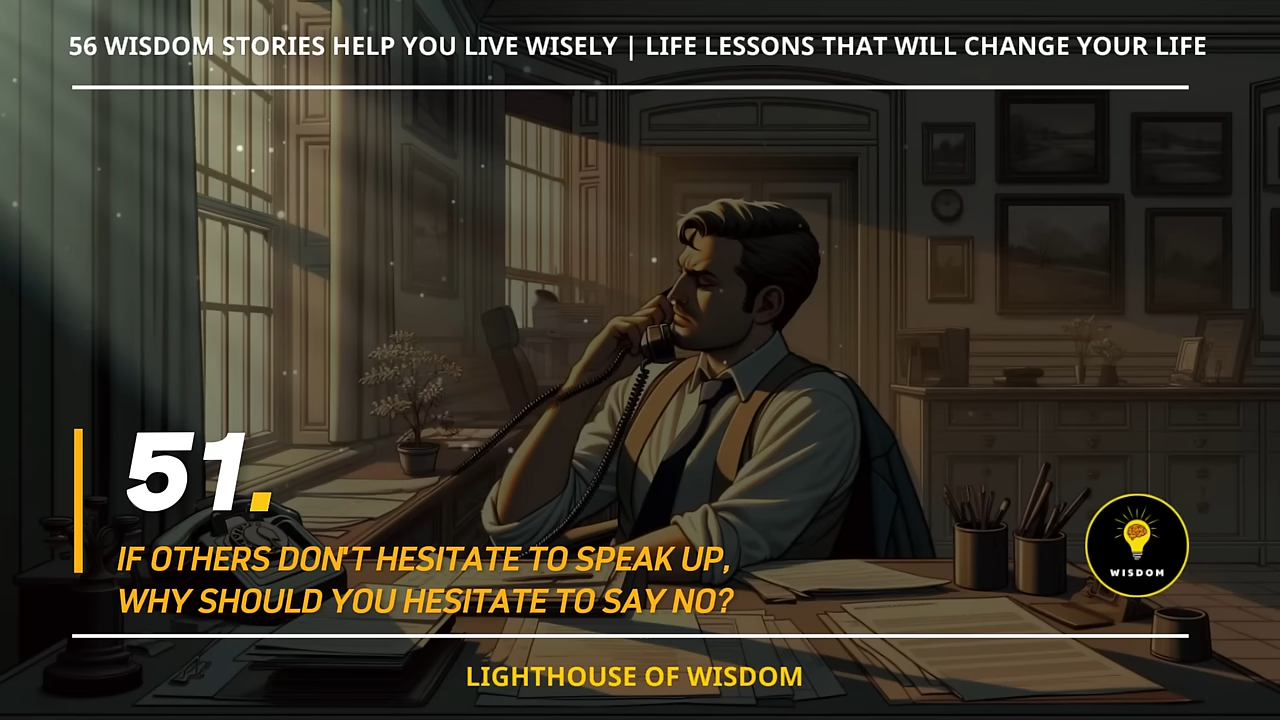 56 WISDOM STORIES HELP YOU LIVE WISELY | LIFE LESSONS THAT WILL CHANGE YOUR LIFE
51.
IF OTHERS DON'T HESITATE TO SPEAK UP,
WHY SHOULD YOU HESITATE TO SAY NO?
WISDOM
LIGHTHOUSE OF WISDOM